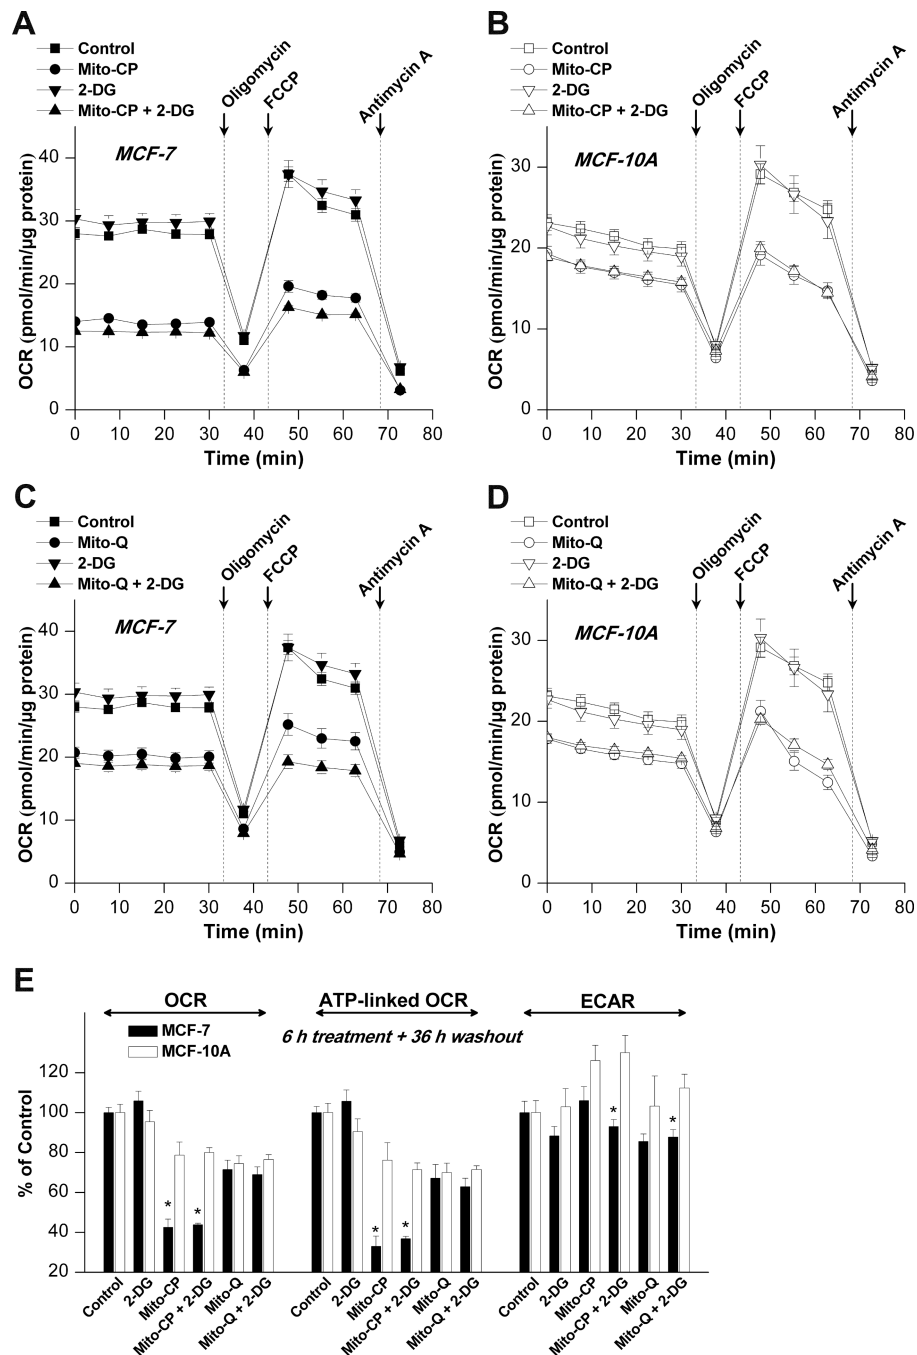 A
Control
Mito-CP
2-DG
Mito-CP + 2-DG
Oligomycin
FCCP
Antimycin A
MCF-7
OCR (pmol/min/µg protein)
40
30
20
10
0
0 10 20 30 40 50 60 70 80
Time (min)
B
Control
Mito-CP
2-DG
Mito-CP + 2-DG
Oligomycin
FCCP
Antimycin A
MCF-10A
OCR (pmol/min/µg protein)
30
20
10
0
0 10 20 30 40 50 60 70 80
Time (min)
C
Control
Mito-Q
2-DG
Mito-Q + 2-DG
Oligomycin
FCCP
Antimycin A
MCF-7
OCR (pmol/min/µg protein)
40
30
20
10
0
0 10 20 30 40 50 60 70 80
Time (min)
D
Control
Mito-Q
2-DG
Mito-Q + 2-DG
Oligomycin
FCCP
Antimycin A
MCF-10A
OCR (pmol/min/µg protein)
30
20
10
0
0 10 20 30 40 50 60 70 80
Time (min)
E
OCR
ATP-linked OCR
ECAR
MCF-7
MCF-10A
6 h treatment + 36 h washout
% of Control
120
100
80
60
40
20
* *
* *
* *
Control
2-DG
Mito-CP
Mito-CP + 2-DG
Mito-Q
Mito-Q + 2-DG
Control
2-DG
Mito-CP
Mito-CP + 2-DG
Mito-Q
Mito-Q + 2-DG
Control
2-DG
Mito-CP
Mito-CP + 2-DG
Mito-Q
Mito-Q + 2-DG